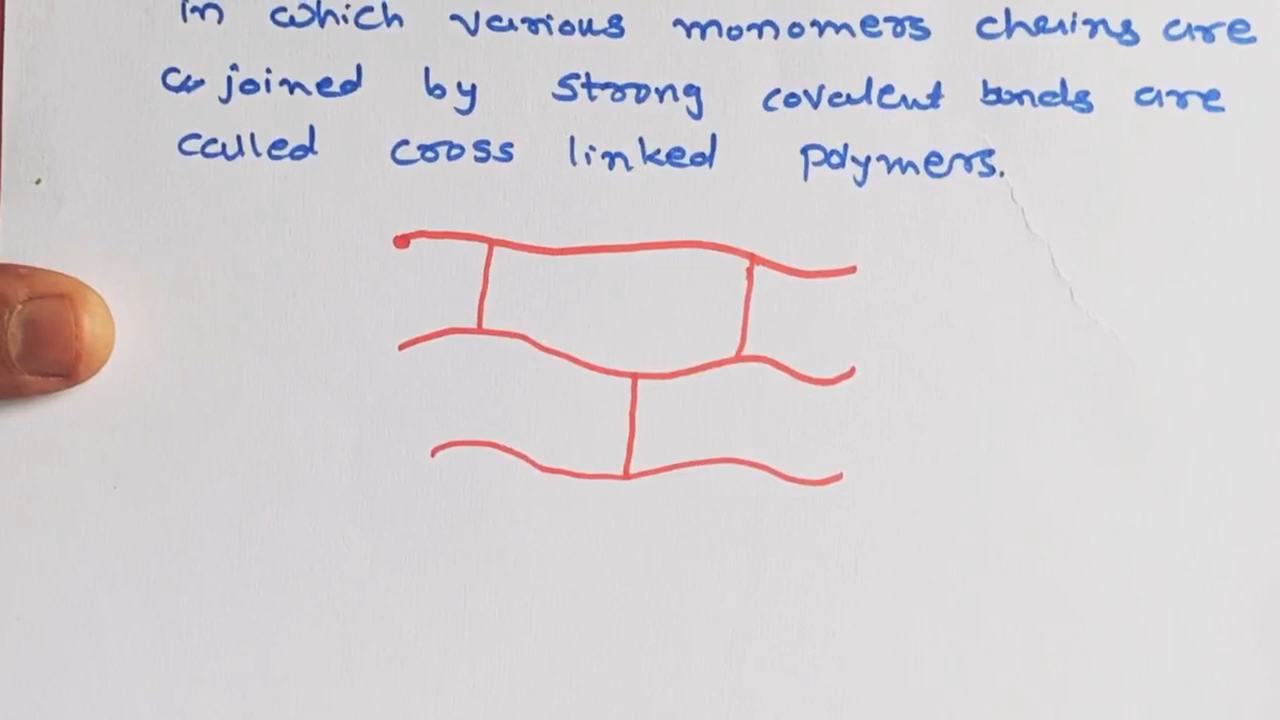 in which various monomers chains are
joined by strong covalent bonds are
called cross linked polymers.